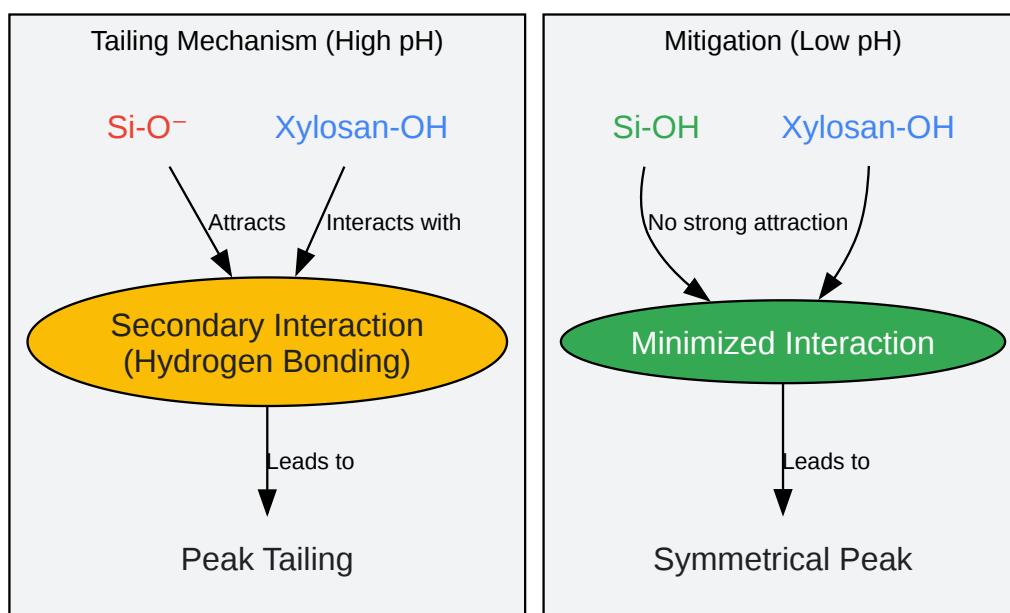 Tailing Mechanism (High pH)
Si-O⁻
Xylosan-OH
Attracts
Interacts with
Secondary Interaction
(Hydrogen Bonding)
Leads to
Peak Tailing
Mitigation (Low pH)
Si-OH
Xylosan-OH
No strong attraction
Minimized Interaction
Leads to
Symmetrical Peak